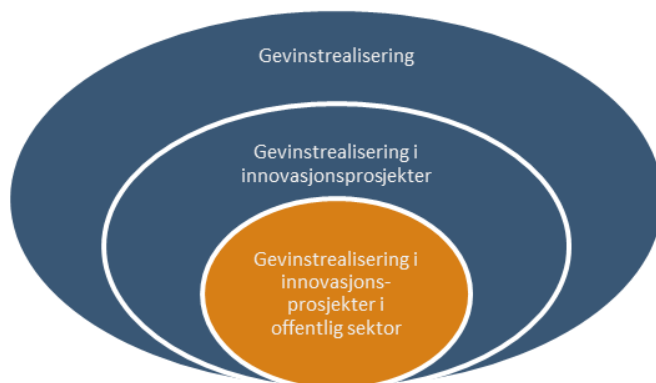 Gevinstrealisering
Gevinstrealisering i
innovasjonsprosjekter
Gevinstrealisering i
innovasjons-
prosjekter i
offentlig sektor